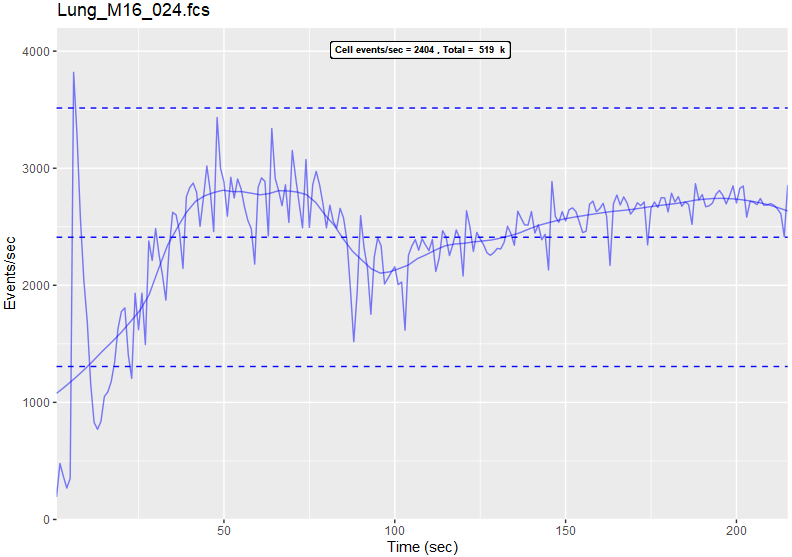 Lung_M16_024.fcs
Cell events/sec = 2404 , Total =  519  k
4000
3000
2000
1000
0
Events/sec
50 100 150 200
Time (sec)